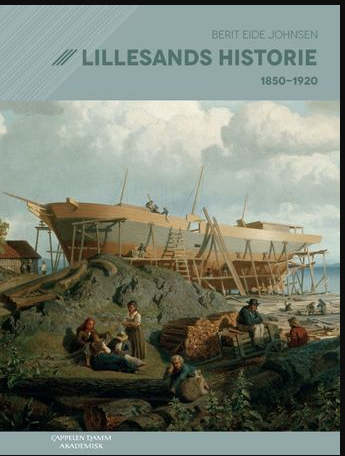 BERIT EIDE JOHNSEN
/// LILLESANDS HISTORIE
1850–1920
CAPPELEN DAMM
AKADEMISK